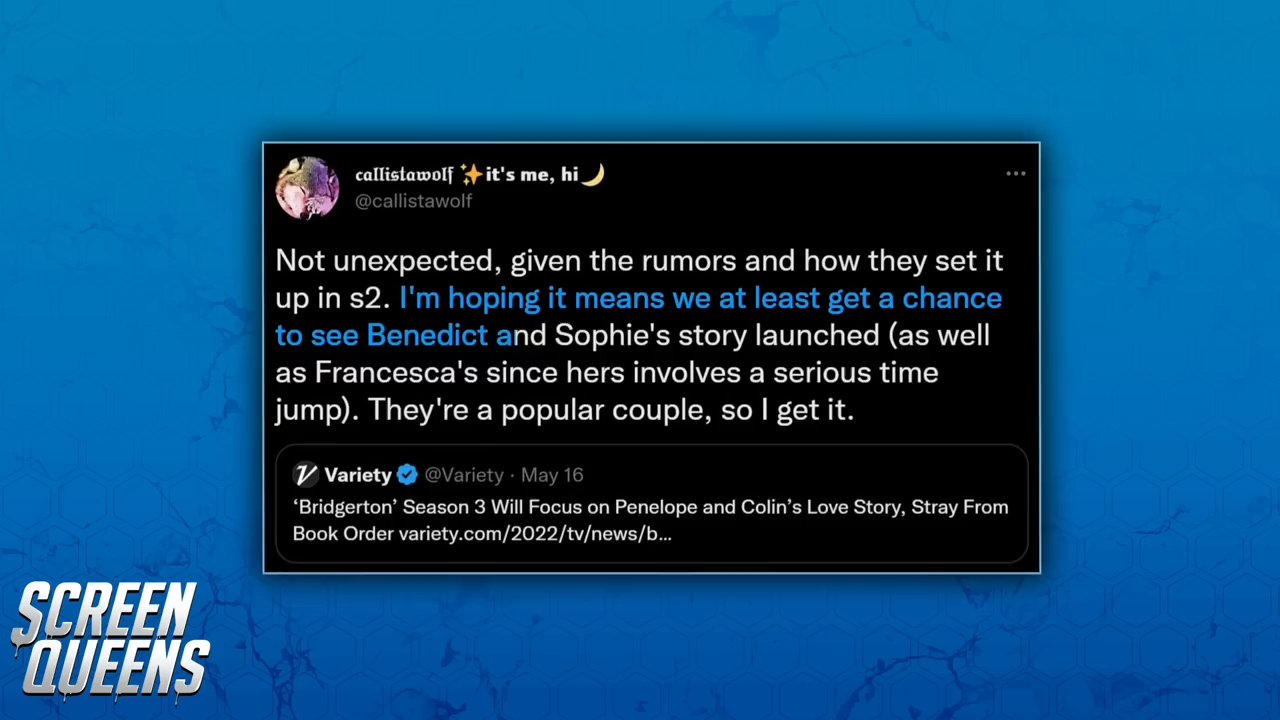 callistawolf ✨it's me, hi🌙
@callistawolf
Not unexpected, given the rumors and how they set it
up in s2. I'm hoping it means we at least get a chance
to see Benedict and Sophie's story launched (as well
as Francesca's since hers involves a serious time
jump). They're a popular couple, so I get it.
Variety @Variety · May 16
‘Bridgerton’ Season 3 Will Focus on Penelope and Colin’s Love Story, Stray From
Book Order variety.com/2022/tv/news/b...
SCREEN
QUEENS